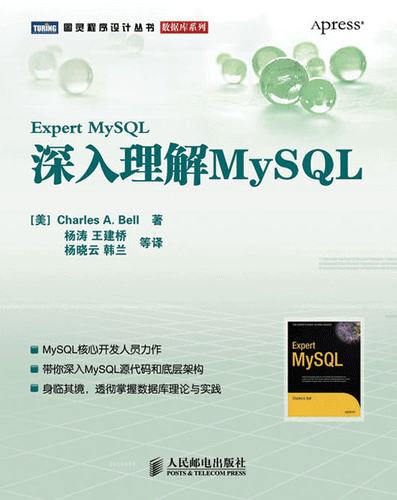 TURING 图灵程序设计丛书 数据库系列
Apress®
Expert MySQL
深入理解MySQL
[美] Charles A. Bell 著
杨涛 王建桥
杨晓云 韩兰 等译
MySQL核心开发人员力作
带你深入MySQL源代码和底层架构
身临其境，透彻掌握数据库理论与实践
Expert
MySQL
Charles A. Bell
人民邮电出版社
POSTS & TELECOM PRESS